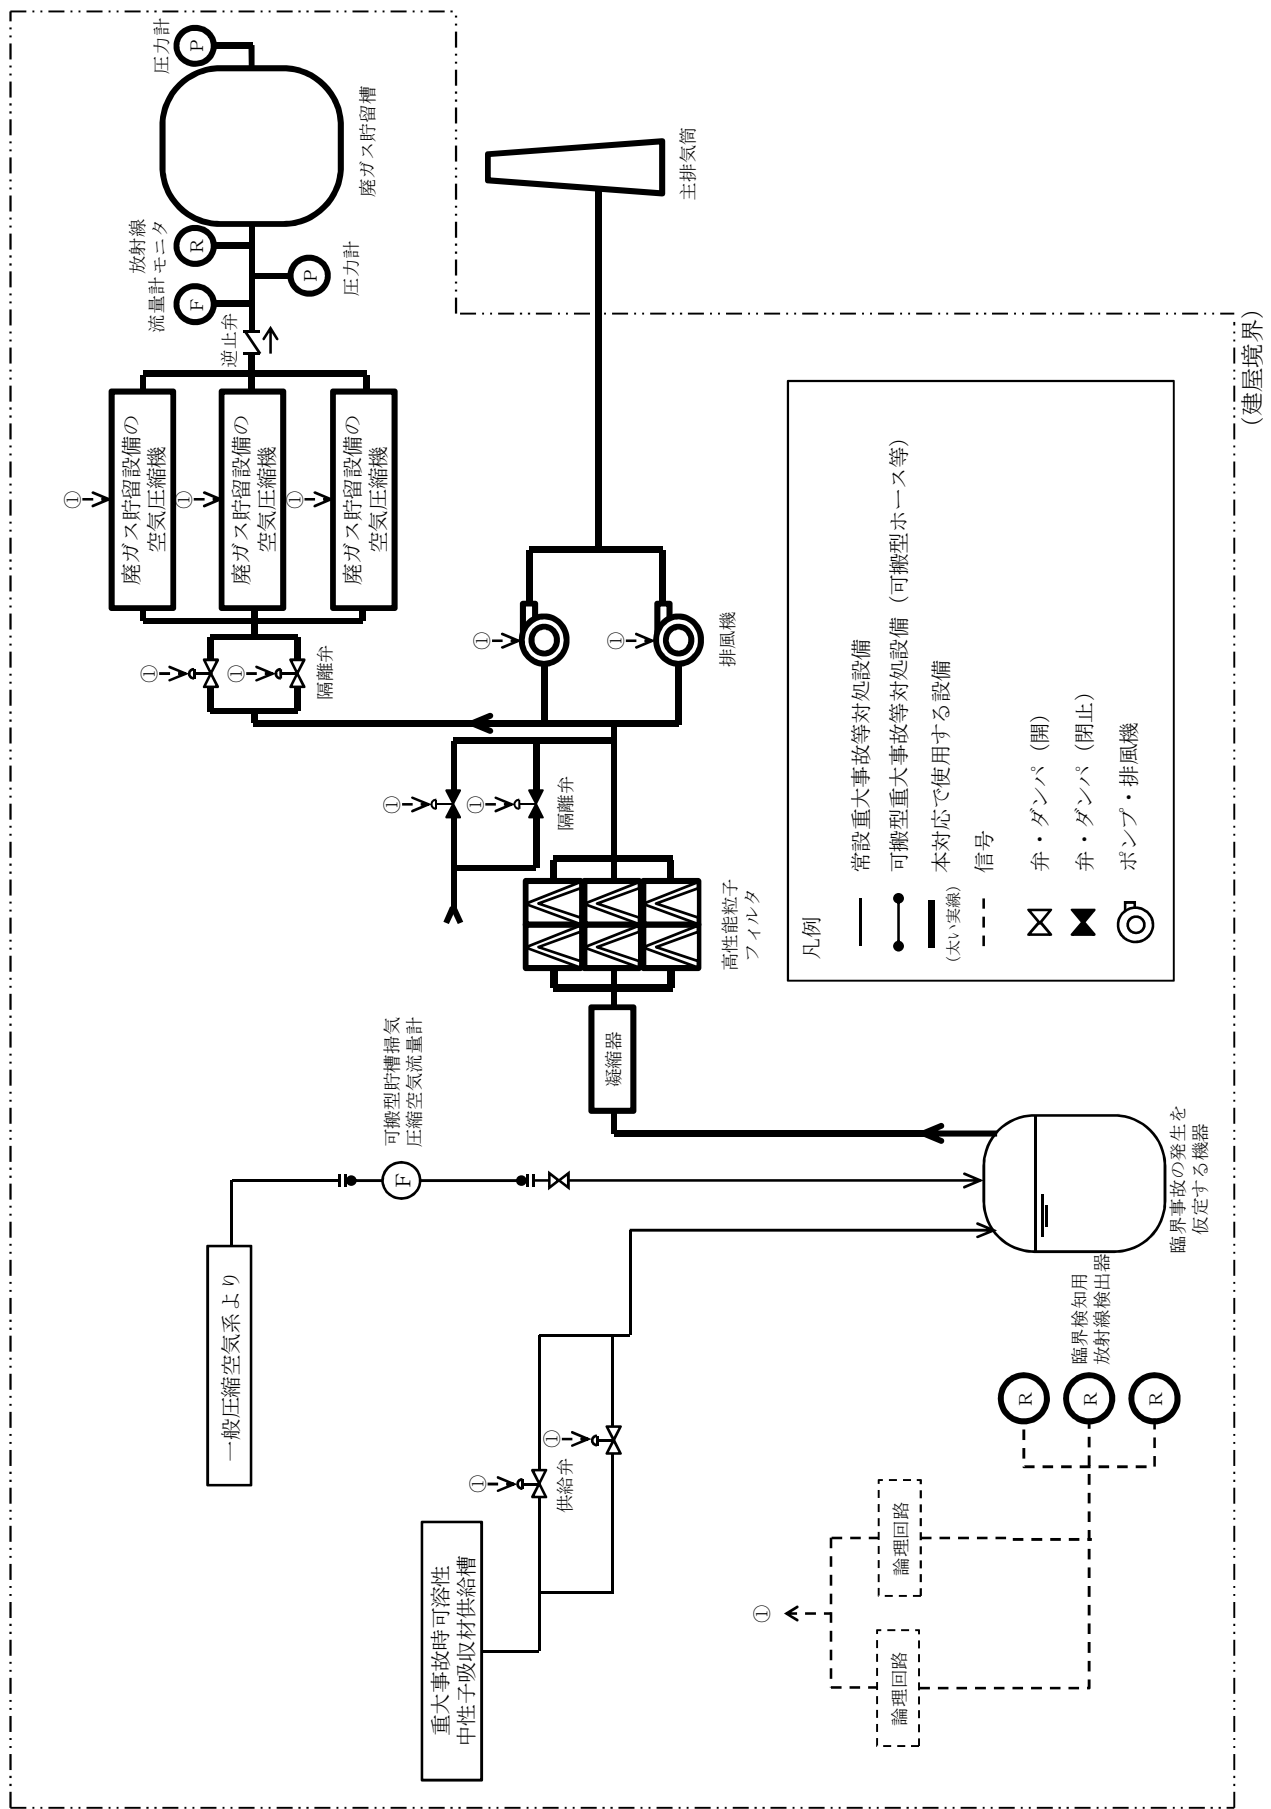 重大事故時可溶性
中性子吸収材供給槽
一般圧縮空気系より
①
①
供給弁
可搬型貯槽掃気
圧縮空気流量計
F
凝縮器
高性能粒子
フィルタ
①
①
隔離弁
①
①
隔離弁
①
廃ガス貯留設備の
空気圧縮機
①
廃ガス貯留設備の
空気圧縮機
①
廃ガス貯留設備の
空気圧縮機
逆止弁
流量計
F
放射線
モニタ
R
圧力計
P
圧力計
P
廃ガス貯留槽
①
①
排風機
主排気筒
①
論理回路
論理回路
R
R
R
臨界検知用
放射線検出器
臨界事故の発生を
仮定する機器
凡例
常設重大事故等対処設備
可搬型重大事故等対処設備（可搬型ホース等）
本対応で使用する設備
(太い実線)
信号
弁・ダンパ（開）
弁・ダンパ（閉止）
ポンプ・排風機
(建屋境界)